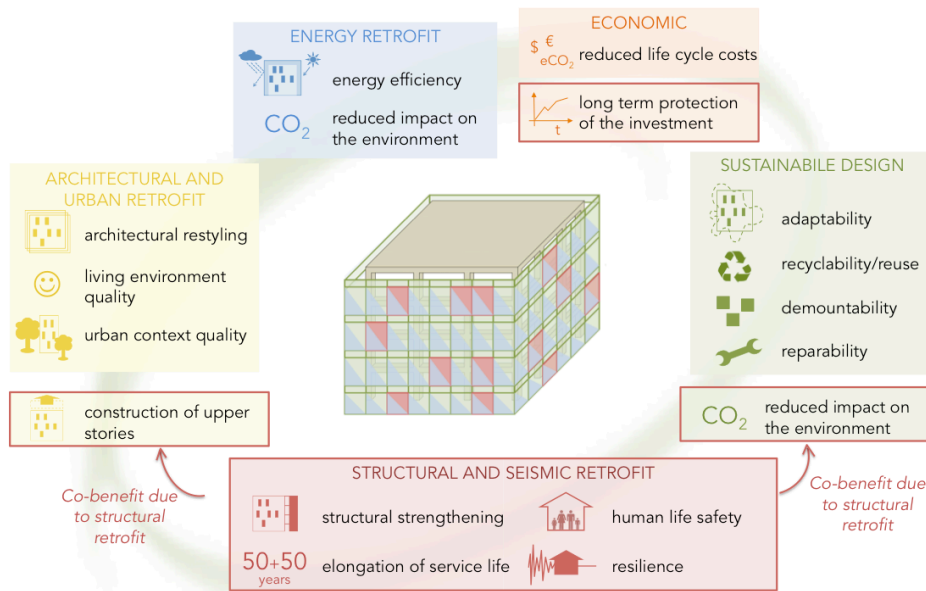 ENERGY RETROFIT
energy efficiency
CO₂
reduced impact on
the environment
ECONOMIC
$ €
eCO₂
reduced life cycle costs
long term protection
of the investment
t
ARCHITECTURAL AND
URBAN RETROFIT
architectural restyling
living environment
quality
urban context quality
construction of upper
stories
SUSTAINABILE DESIGN
adaptability
recyclability/reuse
demountability
reparability
CO₂
reduced impact on
the environment
Co-benefit due
to structural
retrofit
STRUCTURAL AND SEISMIC RETROFIT
structural strengthening
human life safety
50+50
years
elongation of service life
resilience
Co-benefit due
to structural
retrofit